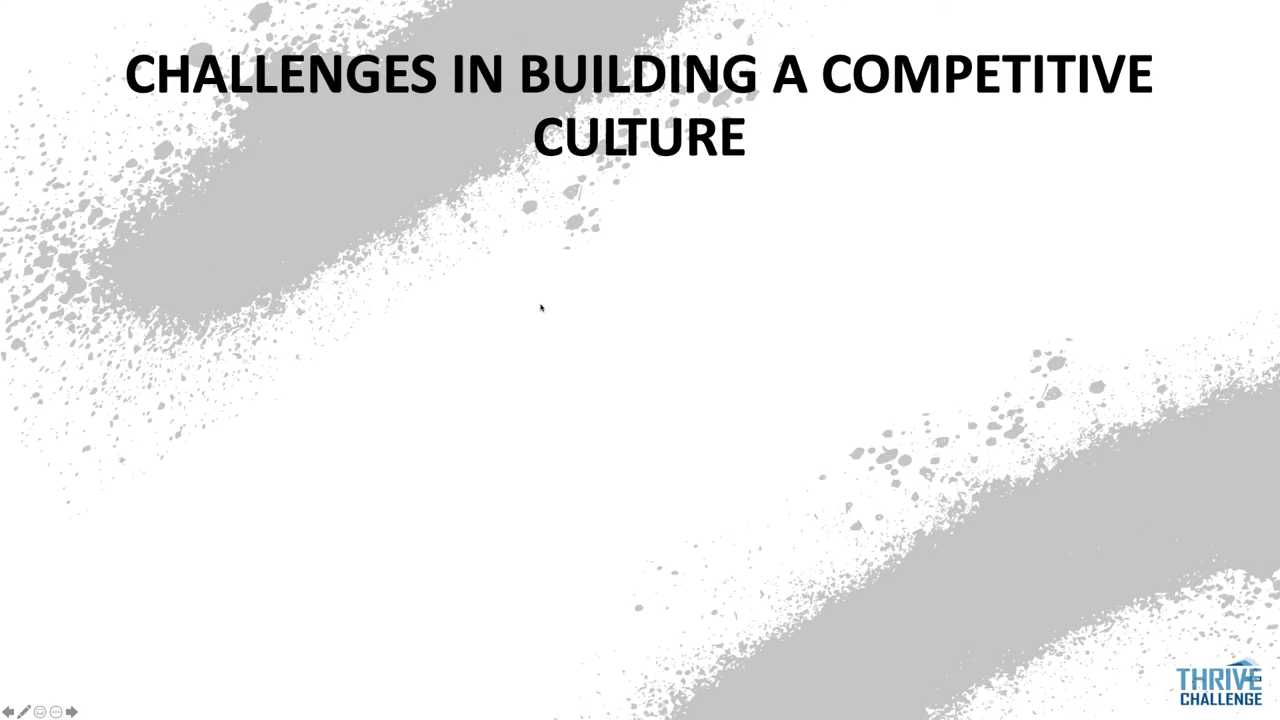 CHALLENGES IN BUILDING A COMPETITIVE
CULTURE
THRIVE
CHALLENGE